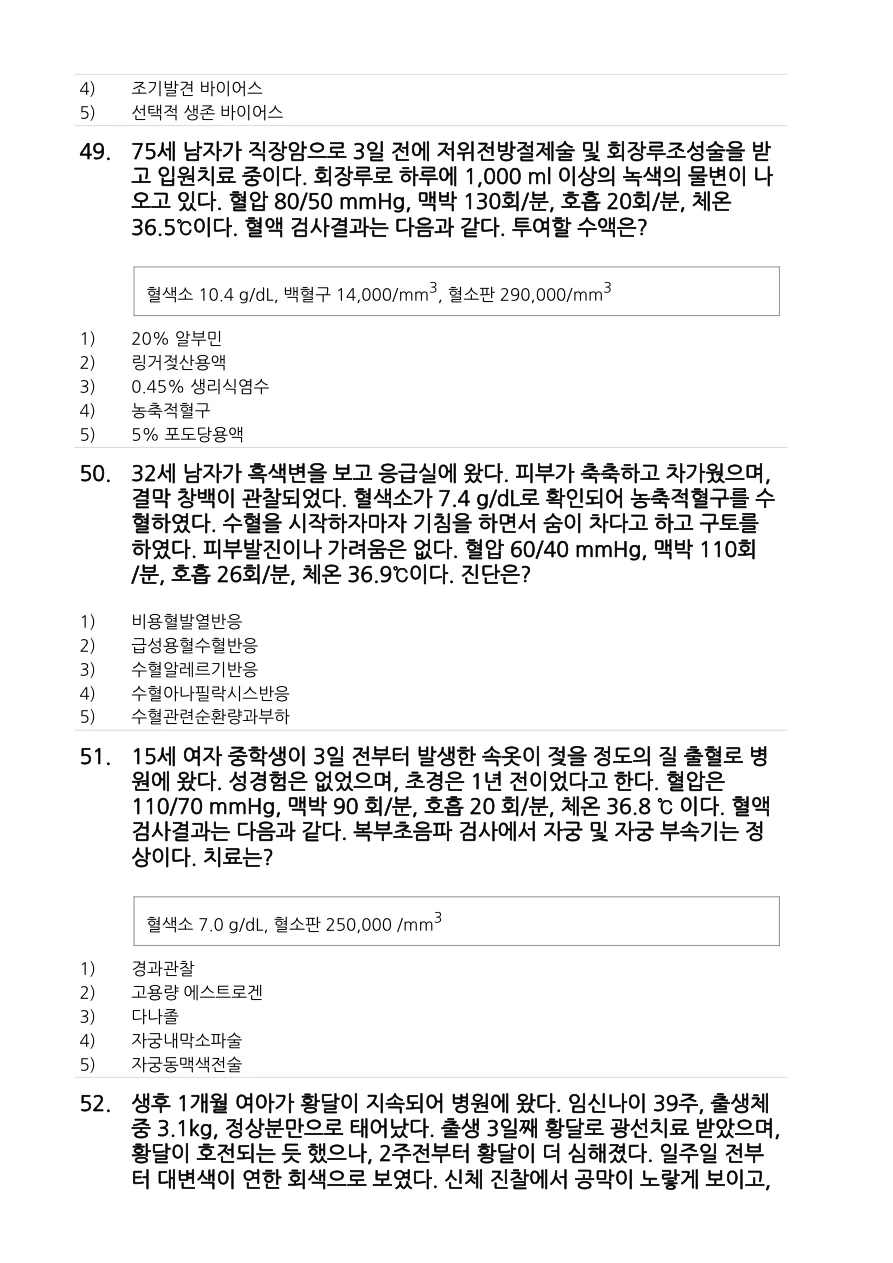 4) 조기발견 바이어스
5) 선택적 생존 바이어스
49. 75세 남자가 직장암으로 3일 전에 저위전방절제술 및 회장루조성술을 받
고 입원치료 중이다. 회장루로 하루에 1,000 ml 이상의 녹색의 물변이 나
오고 있다. 혈압 80/50 mmHg, 맥박 130회/분, 호흡 20회/분, 체온
36.5℃이다. 혈액 검사결과는 다음과 같다. 투여할 수액은?
혈색소 10.4 g/dL, 백혈구 14,000/mm³, 혈소판 290,000/mm³
1) 20% 알부민
2) 링거젖산용액
3) 0.45% 생리식염수
4) 농축적혈구
5) 5% 포도당용액
50. 32세 남자가 흑색변을 보고 응급실에 왔다. 피부가 축축하고 차가웠으며,
결막 창백이 관찰되었다. 혈색소가 7.4 g/dL로 확인되어 농축적혈구를 수
혈하였다. 수혈을 시작하자마자 기침을 하면서 숨이 차다고 하고 구토를
하였다. 피부발진이나 가려움은 없다. 혈압 60/40 mmHg, 맥박 110회
/분, 호흡 26회/분, 체온 36.9℃이다. 진단은?
1) 비용혈발열반응
2) 급성용혈수혈반응
3) 수혈알레르기반응
4) 수혈아나필락시스반응
5) 수혈관련순환량과부하
51. 15세 여자 중학생이 3일 전부터 발생한 속옷이 젖을 정도의 질 출혈로 병
원에 왔다. 성경험은 없었으며, 초경은 1년 전이었다고 한다. 혈압은
110/70 mmHg, 맥박 90 회/분, 호흡 20 회/분, 체온 36.8 ℃ 이다. 혈액
검사결과는 다음과 같다. 복부초음파 검사에서 자궁 및 자궁 부속기는 정
상이다. 치료는?
혈색소 7.0 g/dL, 혈소판 250,000 /mm³
1) 경과관찰
2) 고용량 에스트로겐
3) 다나졸
4) 자궁내막소파술
5) 자궁동맥색전술
52. 생후 1개월 여아가 황달이 지속되어 병원에 왔다. 임신나이 39주, 출생체
중 3.1kg, 정상분만으로 태어났다. 출생 3일째 황달로 광선치료 받았으며,
황달이 호전되는 듯 했으나, 2주전부터 황달이 더 심해졌다. 일주일 전부
터 대변색이 연한 회색으로 보였다. 신체 진찰에서 공막이 노랗게 보이고,